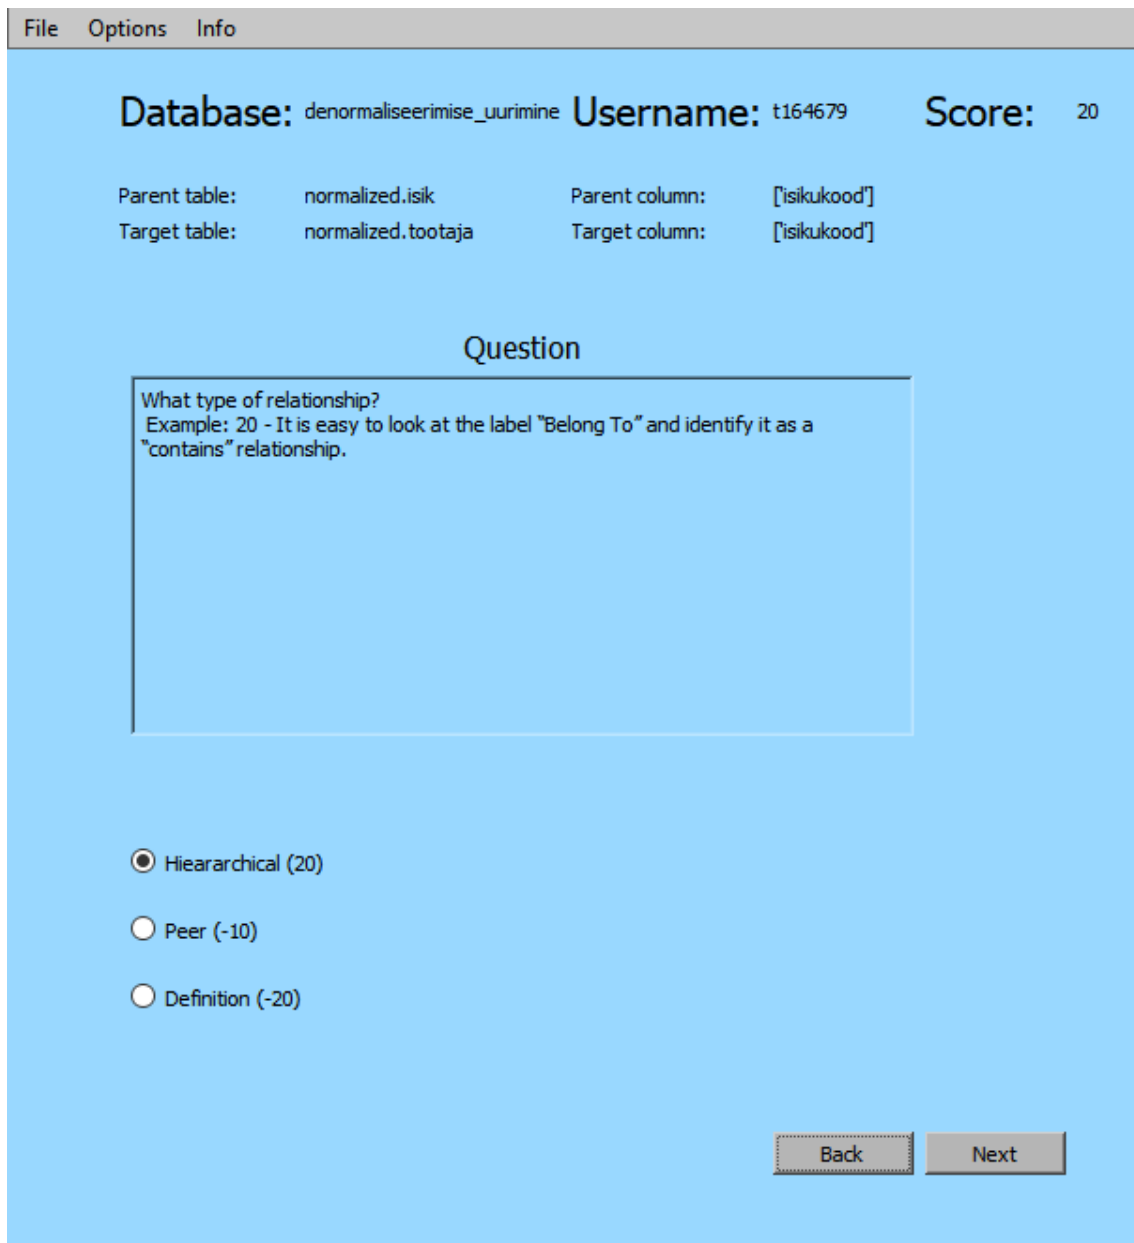 File Options Info
Database: denormaliseerimise_uurimine Username: t164679 Score: 20
Parent table: normalized.isik Parent column: ['isikukood']
Target table: normalized.tootaja Target column: ['isikukood']
Question
What type of relationship?
Example: 20 - It is easy to look at the label “Belong To” and identify it as a
“contains” relationship.
Hieararchical (20)
Peer (-10)
Definition (-20)
Back Next